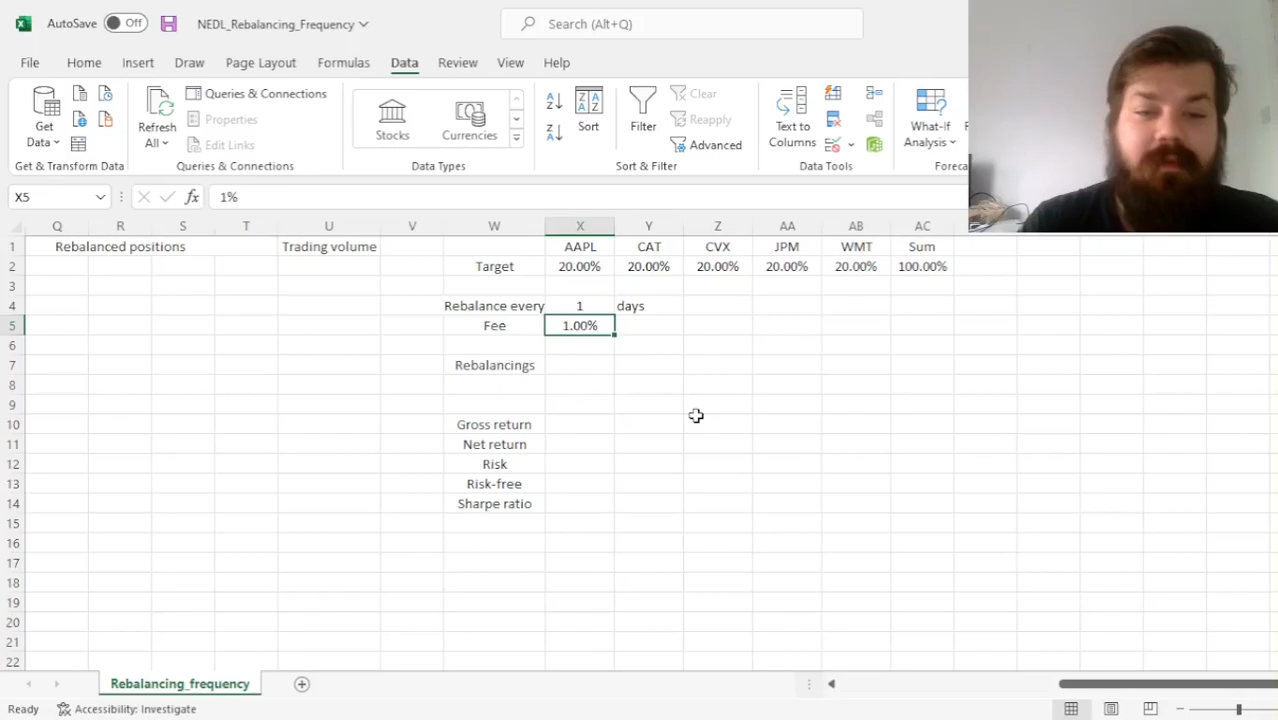 AutoSave Off NEDL_Rebalancing_Frequency Search (Alt+Q)
File Home Insert Draw Page Layout Formulas Data Review View Help
Get Data Refresh All Queries & Connections Properties Edit Links Stocks Currencies Sort Filter Clear Reapply Advanced Text to Columns What-If Analysis
Get & Transform Data Queries & Connections Data Types Sort & Filter Data Tools Foreca
X5 fx 1%
Q R S T U V W X Y Z AA AB AC
1 Rebalanced positions Trading volume AAPL CAT CVX JPM WMT Sum
2 Target 20.00% 20.00% 20.00% 20.00% 20.00% 100.00%
3
4 Rebalance every 1 days
5 Fee 1.00%
6
7 Rebalancings
8
9
10 Gross return
11 Net return
12 Risk
13 Risk-free
14 Sharpe ratio
15
16
17
18
19
20
21
22
Rebalancing_frequency
Ready Accessibility: Investigate